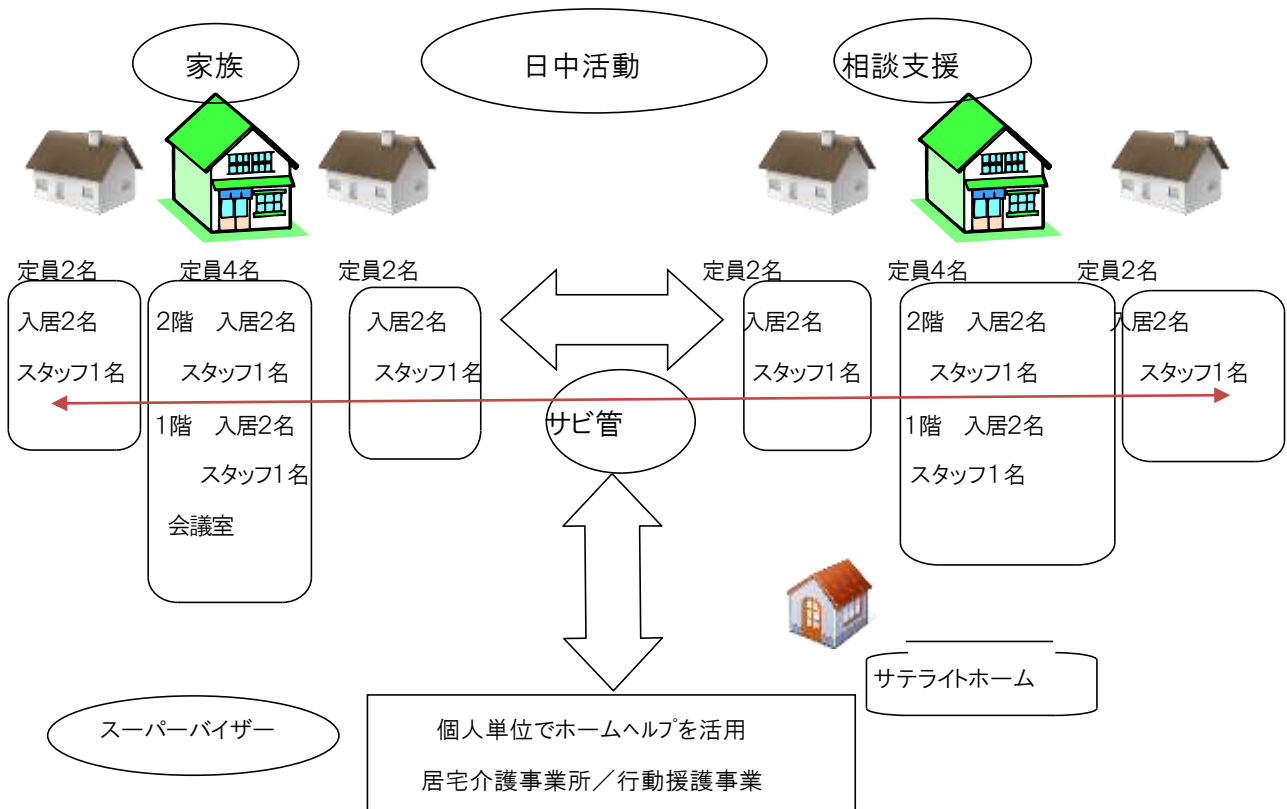 家族
日中活動
相談支援
定員2名
定員4名
定員2名
定員2名
定員4名
定員2名
入居2名
スタッフ1名
2階　入居2名
スタッフ1名
1階　入居2名
スタッフ1名
会議室
入居2名
スタッフ1名
入居2名
スタッフ1名
2階　入居2名
スタッフ1名
1階　入居2名
スタッフ1名
入居2名
スタッフ1名
サビ管
サテライトホーム
スーパーバイザー
個人単位でホームヘルプを活用
居宅介護事業所／行動援護事業